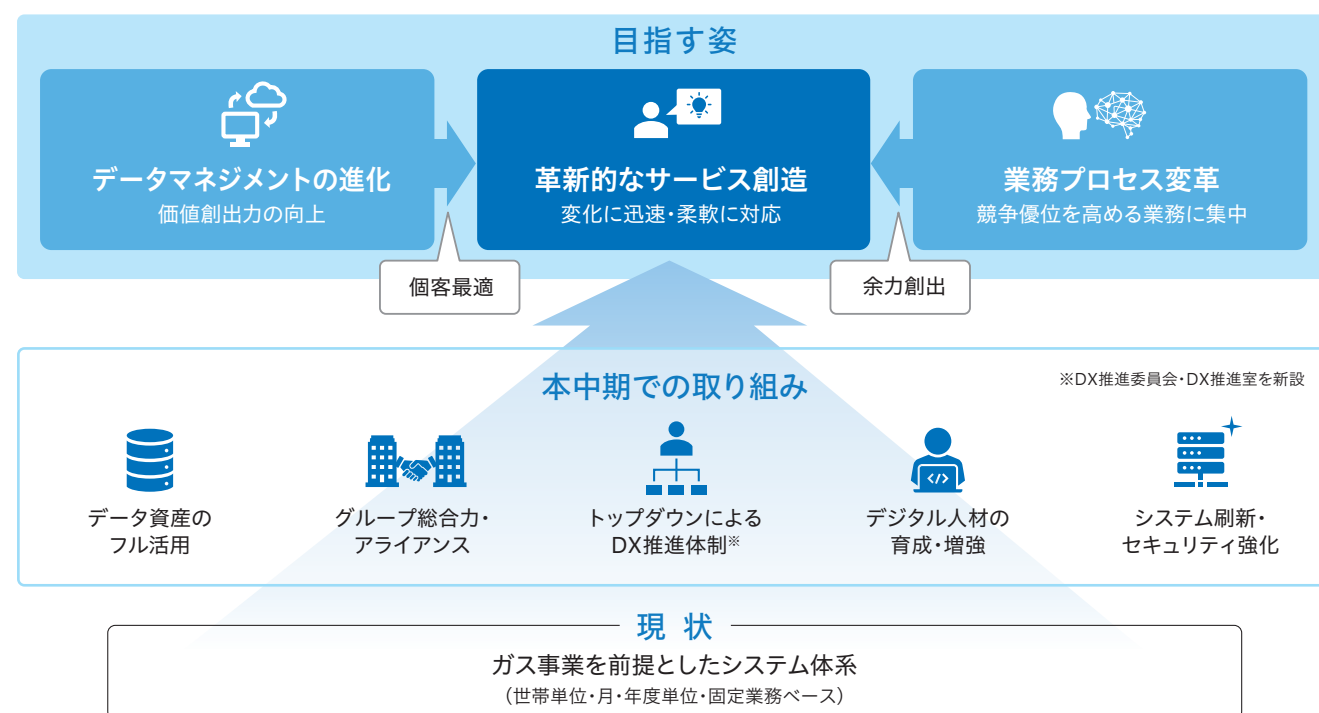 目指す姿
データマネジメントの進化
価値創出力の向上
革新的なサービス創造
変化に迅速・柔軟に対応
業務プロセス変革
競争優位を高める業務に集中
個客最適
余力創出
本中期での取り組み
※DX推進委員会・DX推進室を新設
データ資産の
フル活用
グループ総合力・
アライアンス
トップダウンによる
DX推進体制※
</>
デジタル人材の
育成・増強
システム刷新・
セキュリティ強化
現 状
ガス事業を前提としたシステム体系
（世帯単位・月・年度単位・固定業務ベース）